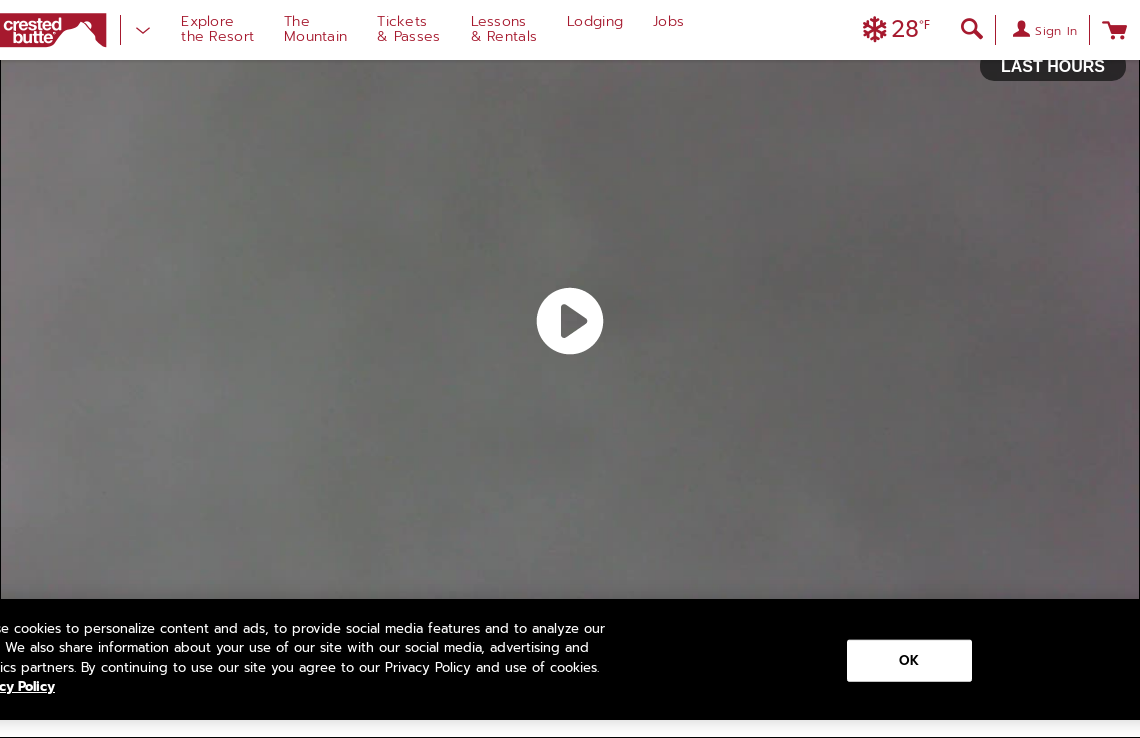 crested
butte
Explore
the Resort
The
Mountain
Tickets
& Passes
Lessons
& Rentals
Lodging
Jobs
28°F
Sign In
LAST HOURS
se cookies to personalize content and ads, to provide social media features and to analyze our
. We also share information about your use of our site with our social media, advertising and
ics partners. By continuing to use our site you agree to our Privacy Policy and use of cookies.
cy Policy
OK